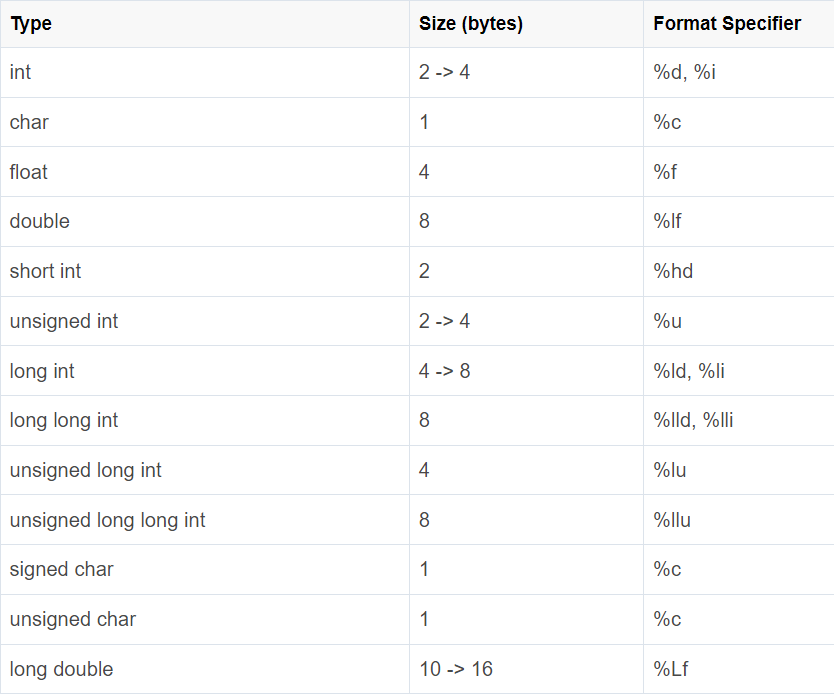 Type Size (bytes) Format Specifier
int 2 -> 4 %d, %i
char 1 %c
float 4 %f
double 8 %lf
short int 2 %hd
unsigned int 2 -> 4 %u
long int 4 -> 8 %ld, %li
long long int 8 %lld, %lli
unsigned long int 4 %lu
unsigned long long int 8 %llu
signed char 1 %c
unsigned char 1 %c
long double 10 -> 16 %Lf